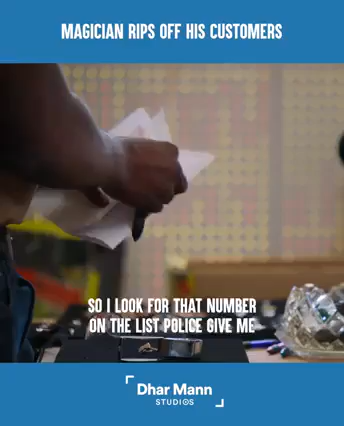 MAGICIAN RIPS OFF HIS CUSTOMERS
SO I LOOK FOR THAT NUMBER
ON THE LIST POLICE GIVE ME
Dhar Mann
STUDIOS